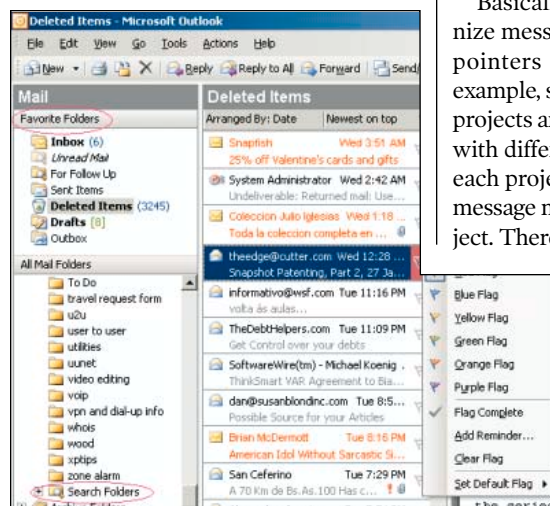 Deleted Items - Microsoft Outlook
File Edit View Go Tools Actions Help
New Reply Reply to All Forward Send/
Mail
Favorite Folders
Inbox (6)
Unread Mail
For Follow Up
Sent Items
Deleted Items (3245)
Drafts [8]
Outbox
All Mail Folders
To Do
travel request form
u2u
user to user
utilities
uunet
video editing
voip
vpn and dial-up info
whois
wood
xptips
zone alarm
Search Folders
Deleted Items
Arranged By: Date Newest on top
Snapfish Wed 3:51 AM
25% off Valentine's cards and gifts
System Administrator Wed 2:42 AM
Undeliverable: Returned mail: Use...
Coleccion Julio Iglesias Wed 1:18 ...
Toda la coleccion completa en ...
theedge@cutter.com Wed 12:28 ...
Snapshot Patenting, Part 2, 27 Ja...
informativo@wsf.com Tue 11:16 PM
volta ás aulas...
TheDebtHelpers.com Tue 11:09 PM
Get Control over your debts
SoftwareWire(tm) - Michael Koenig .
ThinkSmart VAR Agreement to Bia...
dan@susanblondinc.com Tue 8:5...
Possible Source for your Articles
Brian McDermott Tue 8:16 PM
American Idol Without Sarcastic Si...
San Ceferino Tue 7:29 PM
A 70 Km de Bs.As.100 Has c... !
Basical
nize mess
pointers
example, s
projects a
with diffe
each proje
message n
ject. Ther
Blue Flag
Yellow Flag
Green Flag
Orange Flag
Purple Flag
Flag Complete
Add Reminder...
Clear Flag
Set Default Flag